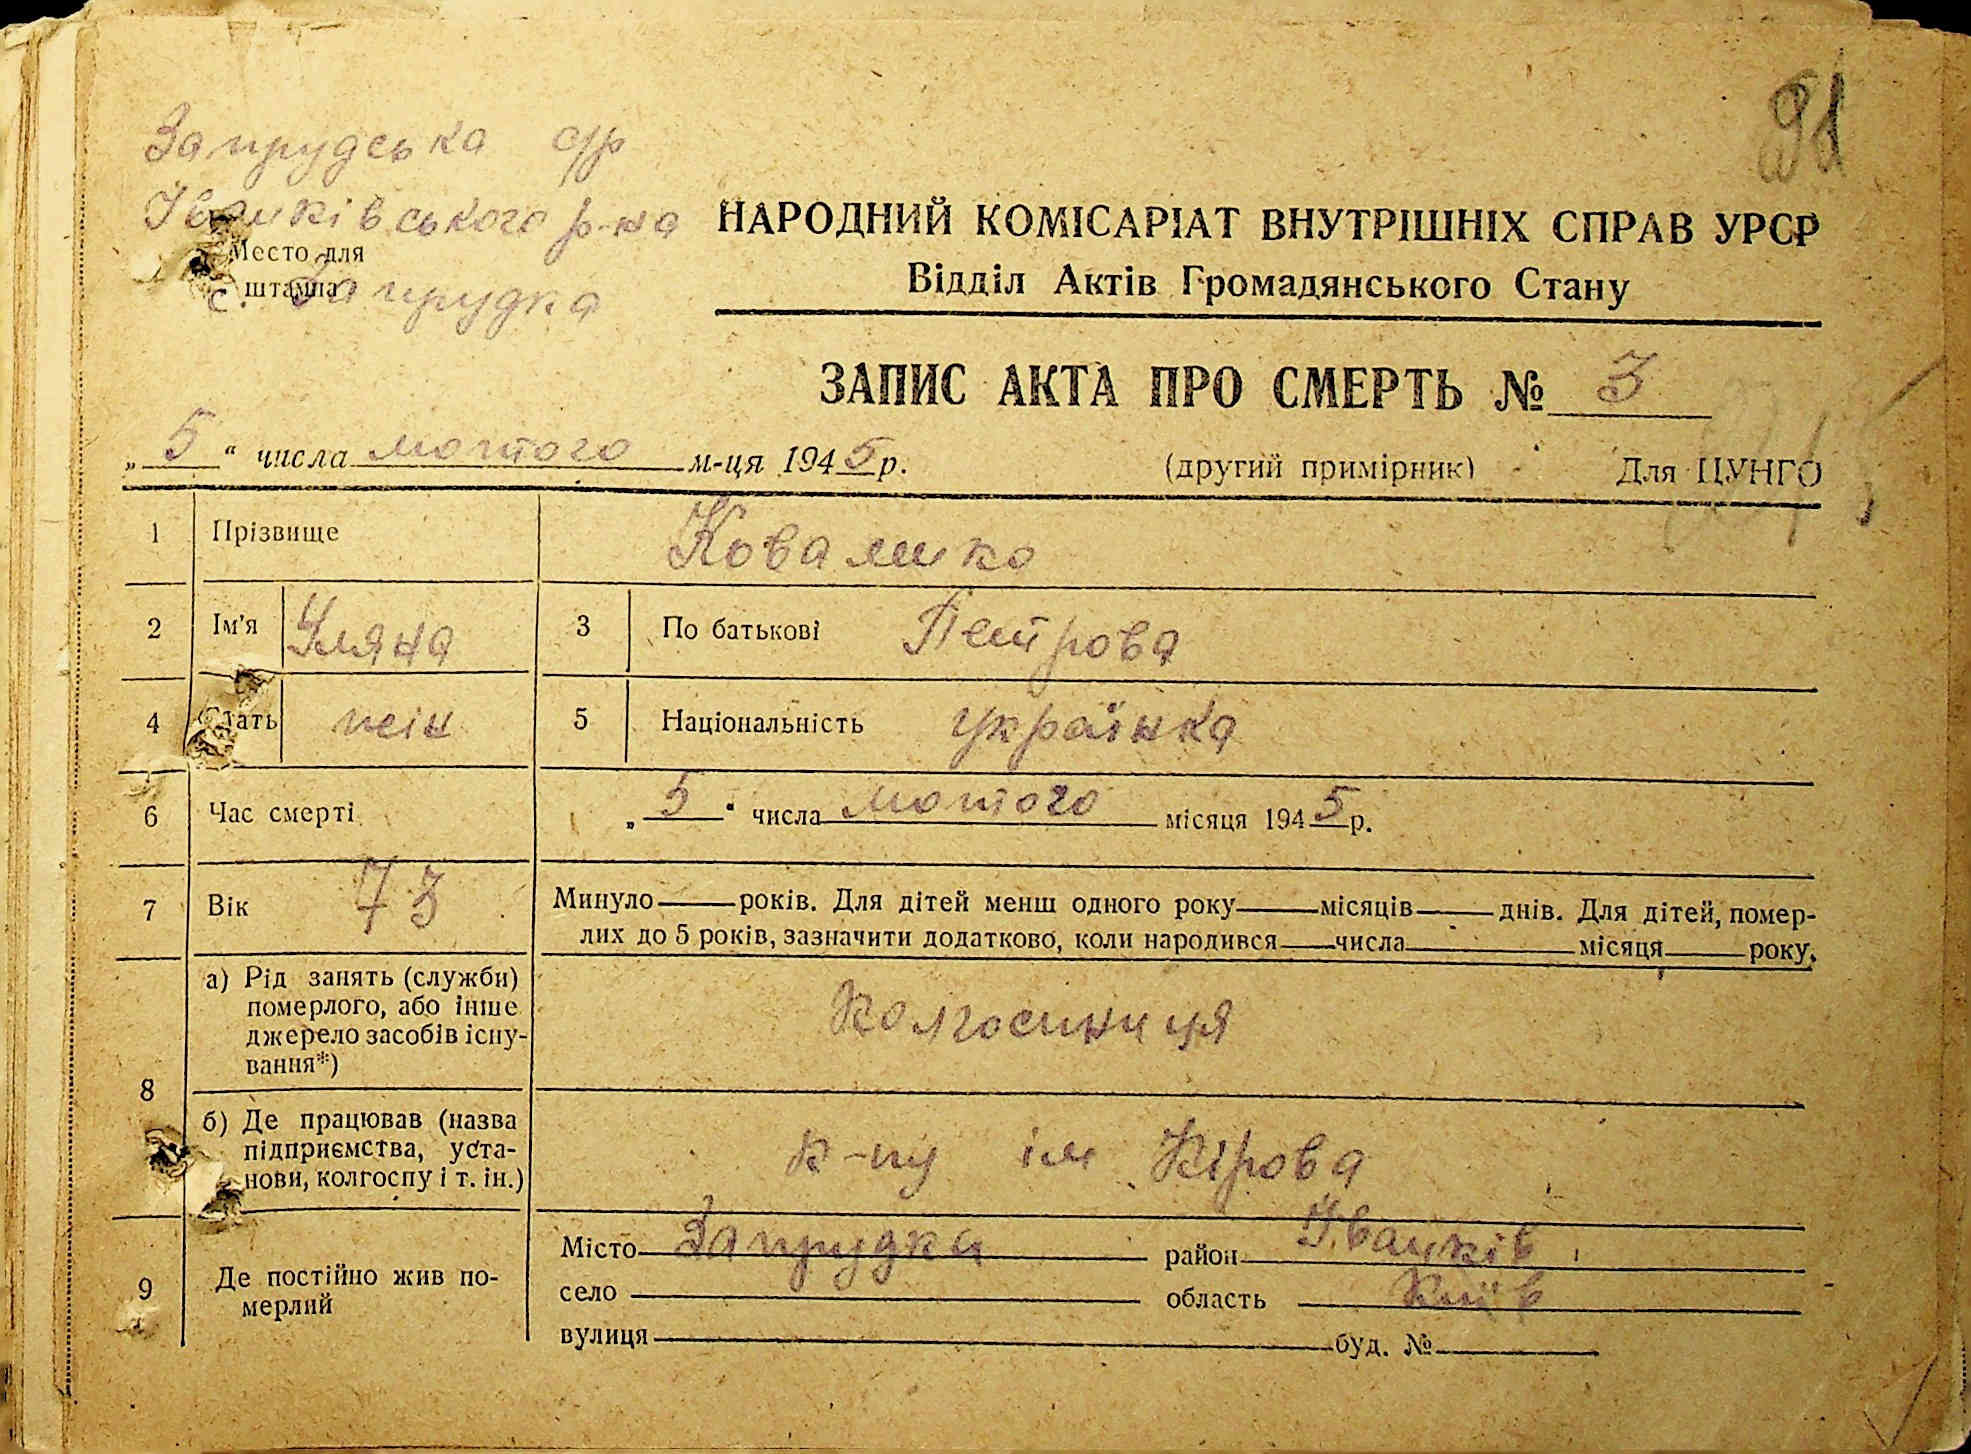 91
Запрудська с/р
Іванківського р-на
Место для
штампа
с. Запрудка
НАРОДНИЙ КОМІСАРІАТ ВНУТРІШНІХ СПРАВ УРСР
Відділ Актів Громадянського Стану
ЗАПИС АКТА ПРО СМЕРТЬ № 3
„5“ числа лютого м-ця 1945 р.
(другий примірник) Для ЦУНГО
1 Прізвище Коваленко
2 Ім'я Уляна 3 По батькові Петрова
4 Стать жін 5 Національність українка
6 Час смерті „5“ числа лютого місяця 1945 р.
7 Вік 73 Минуло — років. Для дітей менш одного року — місяців — днів. Для дітей, помер-
лих до 5 років, зазначити додатково, коли народився — числа — місяця — року.
8 а) Рід занять (служби)
померлого, або інше
джерело засобів існу-
вання*)
Колгоспниця
б) Де працював (назва
підприємства, уста-
нови, колгоспу і т. ін.)
к-пу ім Кірова
9 Де постійно жив по-
мерлий
Місто Запрудка район Іванків
село область Київ
вулиця буд. №